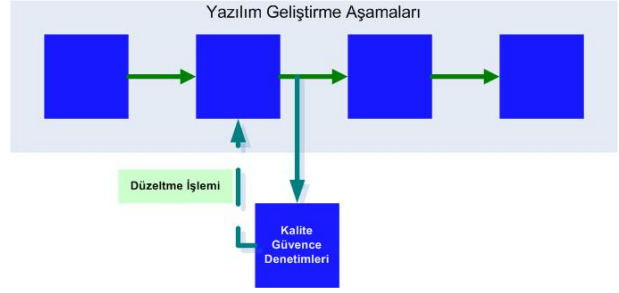 Yazılım Geliştirme Aşamaları
Düzeltme İşlemi
Kalite
Güvence
Denetimleri